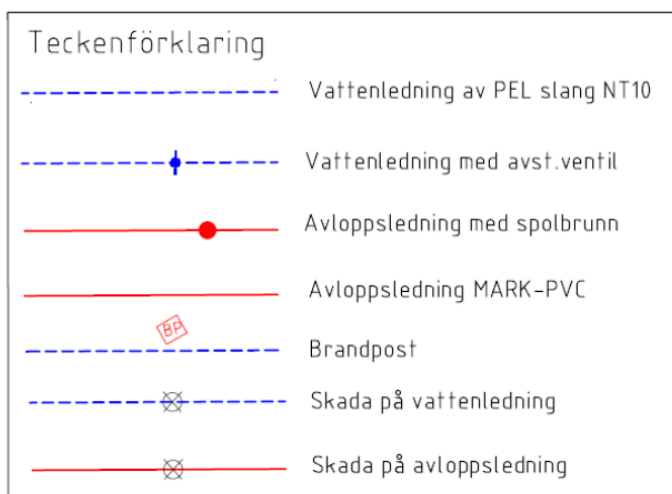 Teckenförklaring
Vattenledning av PEL slang NT10
Vattenledning med avst.ventil
Avloppsledning med spolbrunn
Avloppsledning MARK-PVC
BP
Brandpost
Skada på vattenledning
Skada på avloppsledning